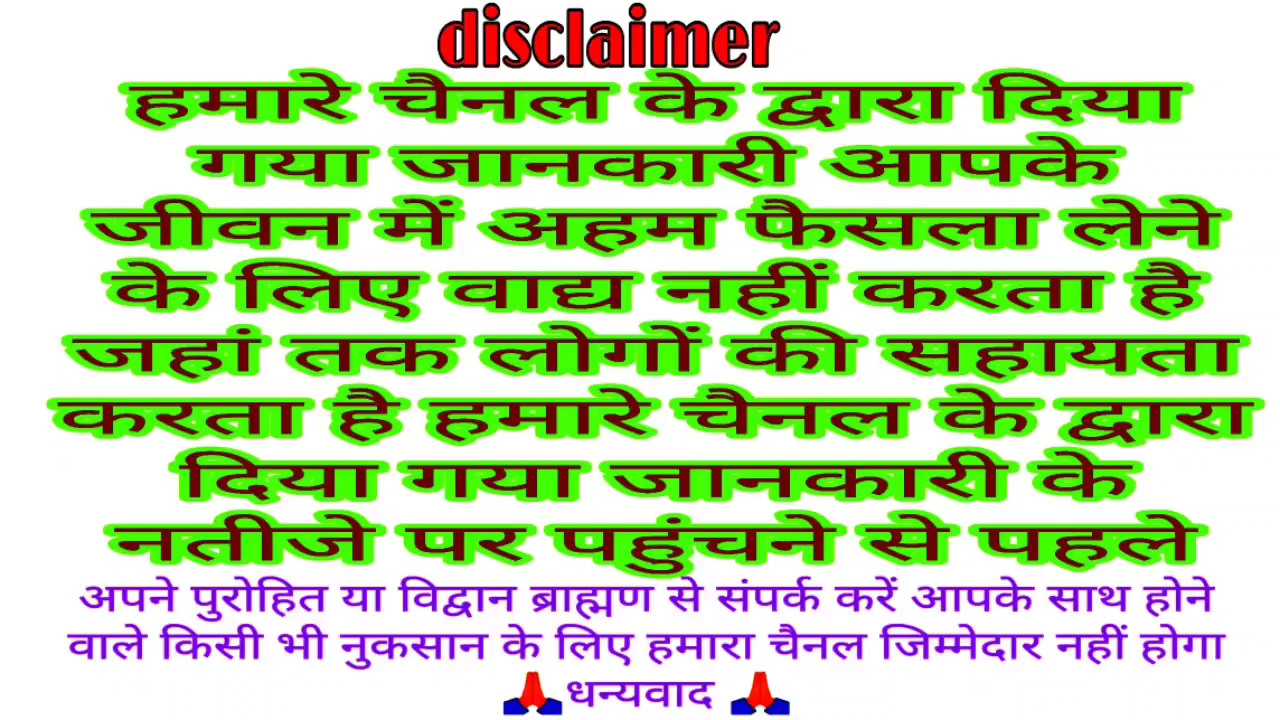 disclaimer
हमारे चैनल के द्वारा दिया
गया जानकारी आपके
जीवन में अहम फैसला लेने
के लिए वाद्य नहीं करता है
जहां तक लोगों की सहायता
करता है हमारे चैनल के द्वारा
दिया गया जानकारी के
नतीजे पर पहुंचने से पहले
अपने पुरोहित या विद्वान ब्राह्मण से संपर्क करें आपके साथ होने
वाले किसी भी नुकसान के लिए हमारा चैनल जिम्मेदार नहीं होगा
🙏धन्यवाद 🙏